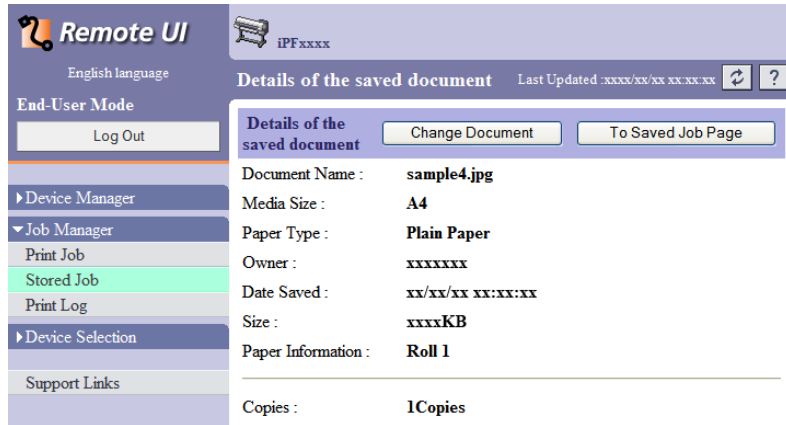 Remote UI
English language
End-User Mode
Log Out
▶Device Manager
▼Job Manager
Print Job
Stored Job
Print Log
▶Device Selection
Support Links
iPFxxxx
Details of the saved document Last Updated :xxxx/xx/xx xx:xx:xx ?
Details of the
saved document
Change Document To Saved Job Page
Document Name : sample4.jpg
Media Size : A4
Paper Type : Plain Paper
Owner : xxxxxxx
Date Saved : xx/xx/xx xx:xx:xx
Size : xxxxKB
Paper Information : Roll 1
Copies : 1Copies